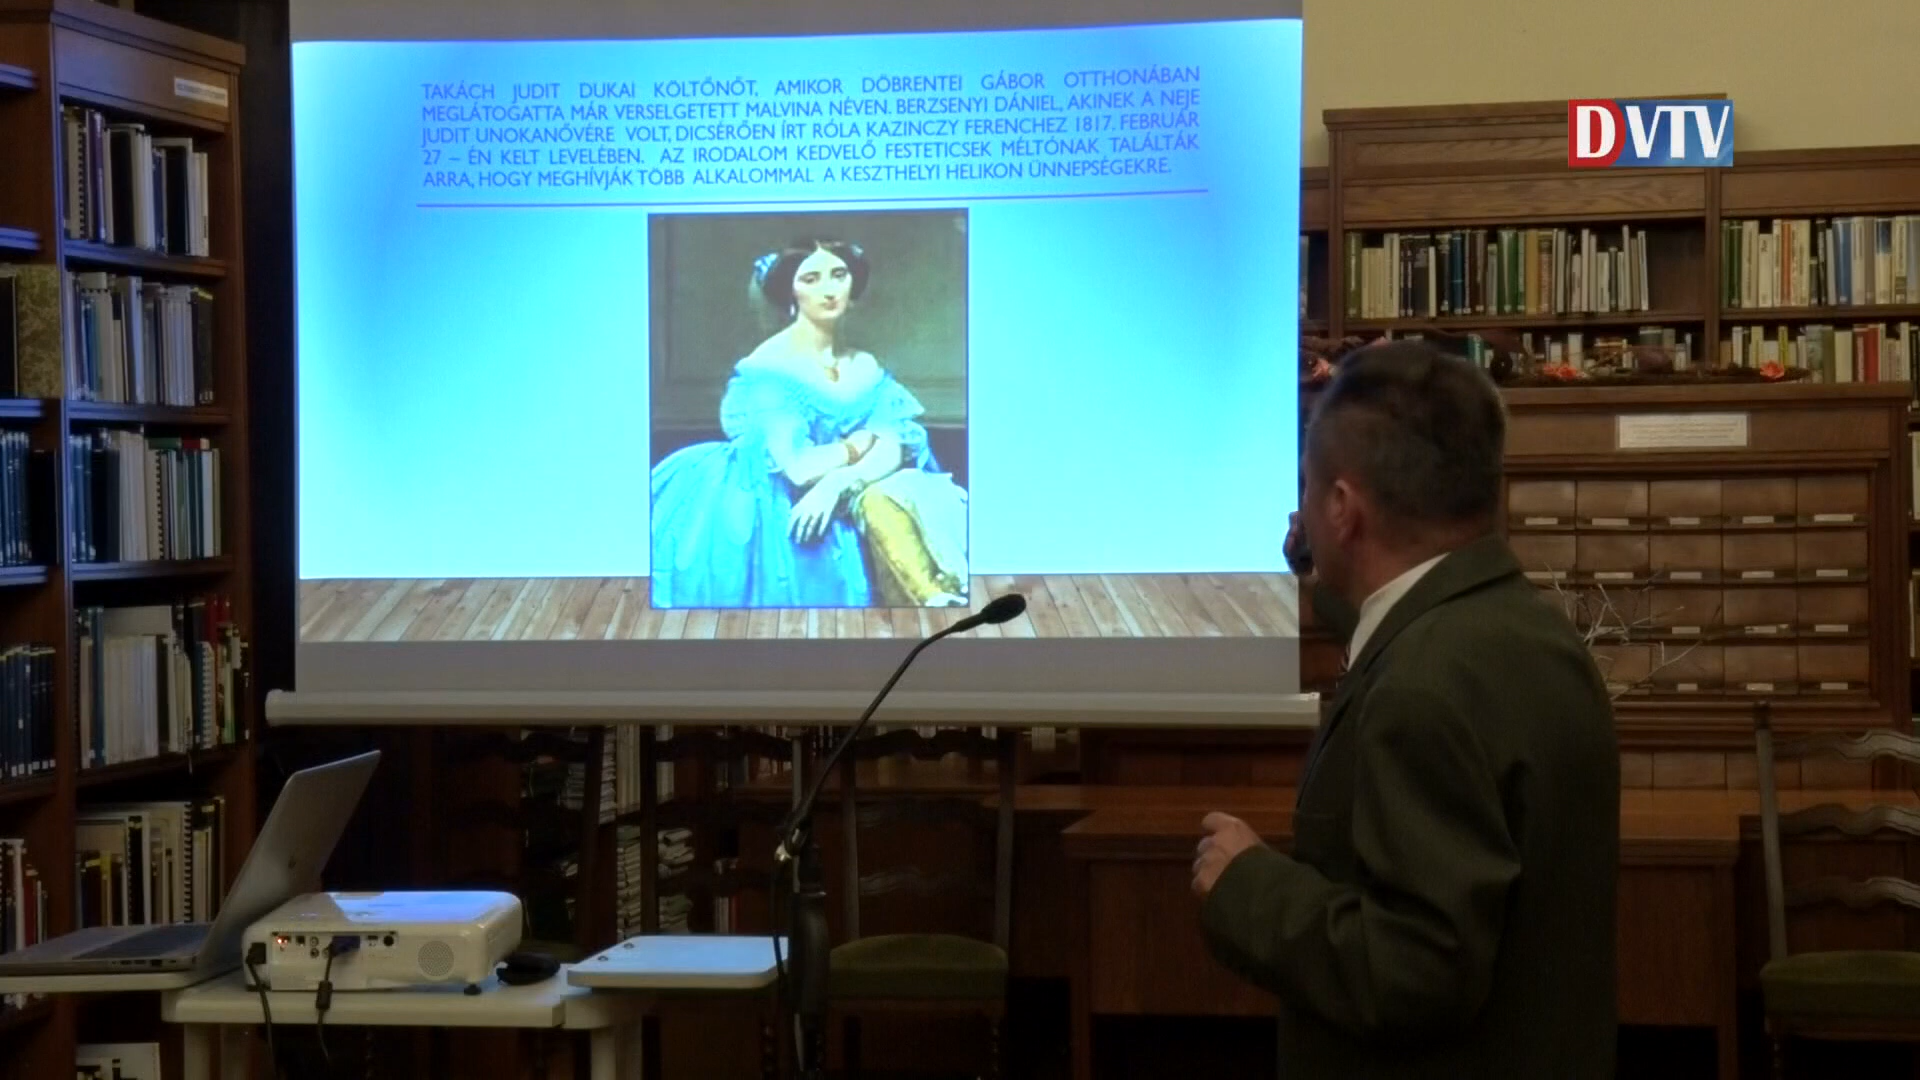 TAKÁCH JUDIT DUKAI KÖLTŐNŐT, AMIKOR DÖBRENTEI GÁBOR OTTHONÁBAN
MEGLÁTOGATTA MÁR VERSELGETETT MALVINA NÉVEN. BERZSENYI DÁNIEL, AKINEK A NEJE
JUDIT UNOKANŐVÉRE VOLT, DICSÉRŐEN ÍRT RÓLA KAZINCZY FERENCHEZ 1817. FEBRUÁR
27 – ÉN KELT LEVELÉBEN. AZ IRODALOM KEDVELŐ FESTETICSEK MÉLTÓNAK TALÁLTÁK
ARRA, HOGY MEGHÍVJÁK TÖBB ALKALOMMAL A KESZTHELYI HELIKON ÜNNEPSÉGEKRE.
DVTV